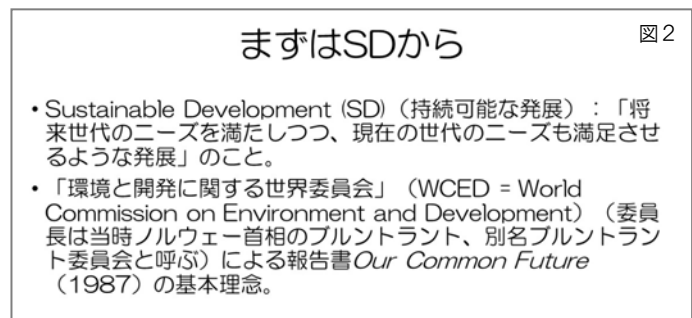 まずはSDから
図2
• Sustainable Development (SD)（持続可能な発展）：「将
来世代のニーズを満たしつつ、現在の世代のニーズも満足させ
るような発展」のこと。
• 「環境と開発に関する世界委員会」（WCED = World
Commission on Environment and Development）（委員
長は当時ノルウェー首相のブルントラント、別名ブルントラン
ト委員会と呼ぶ）による報告書Our Common Future
（1987）の基本理念。